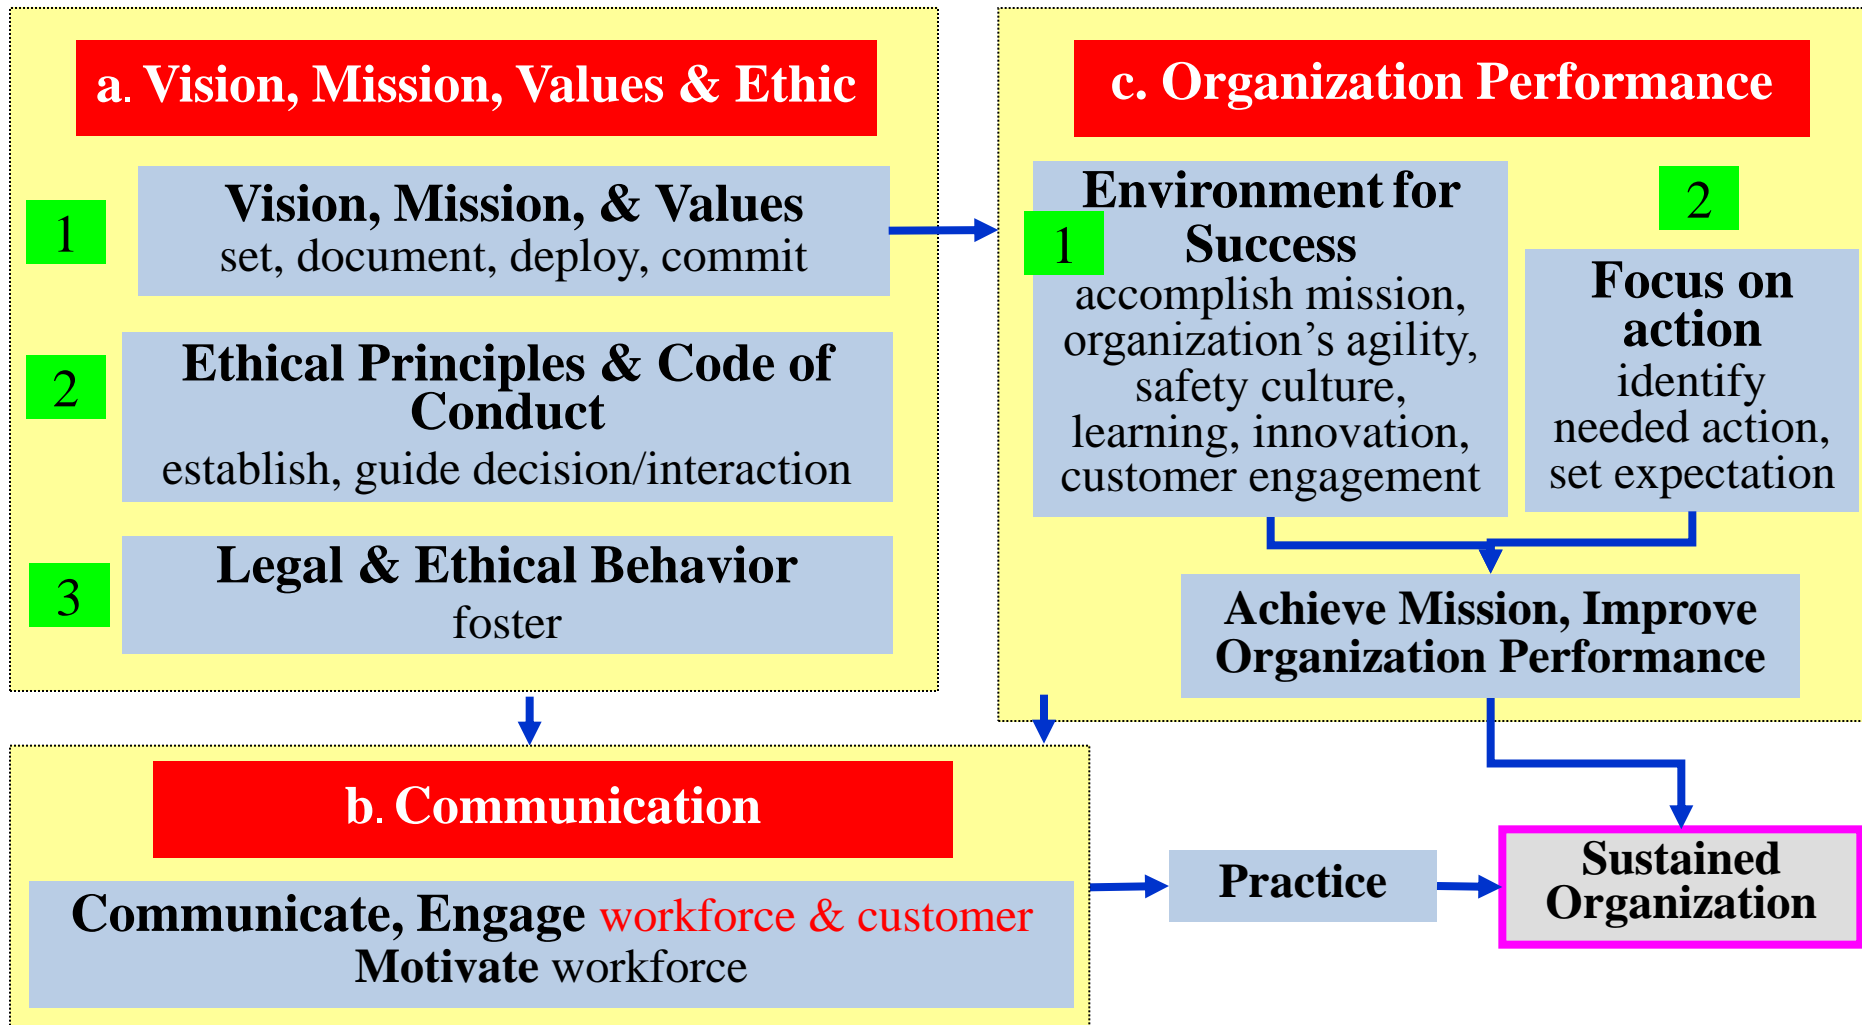 a. Vision, Mission, Values & Ethic
1
Vision, Mission, & Values
set, document, deploy, commit
2
Ethical Principles & Code of
Conduct
establish, guide decision/interaction
3
Legal & Ethical Behavior
foster
c. Organization Performance
1
Environment for
Success
accomplish mission,
organization’s agility,
safety culture,
learning, innovation,
customer engagement
2
Focus on
action
identify
needed action,
set expectation
Achieve Mission, Improve
Organization Performance
b. Communication
Communicate, Engage workforce & customer
Motivate workforce
Practice
Sustained
Organization